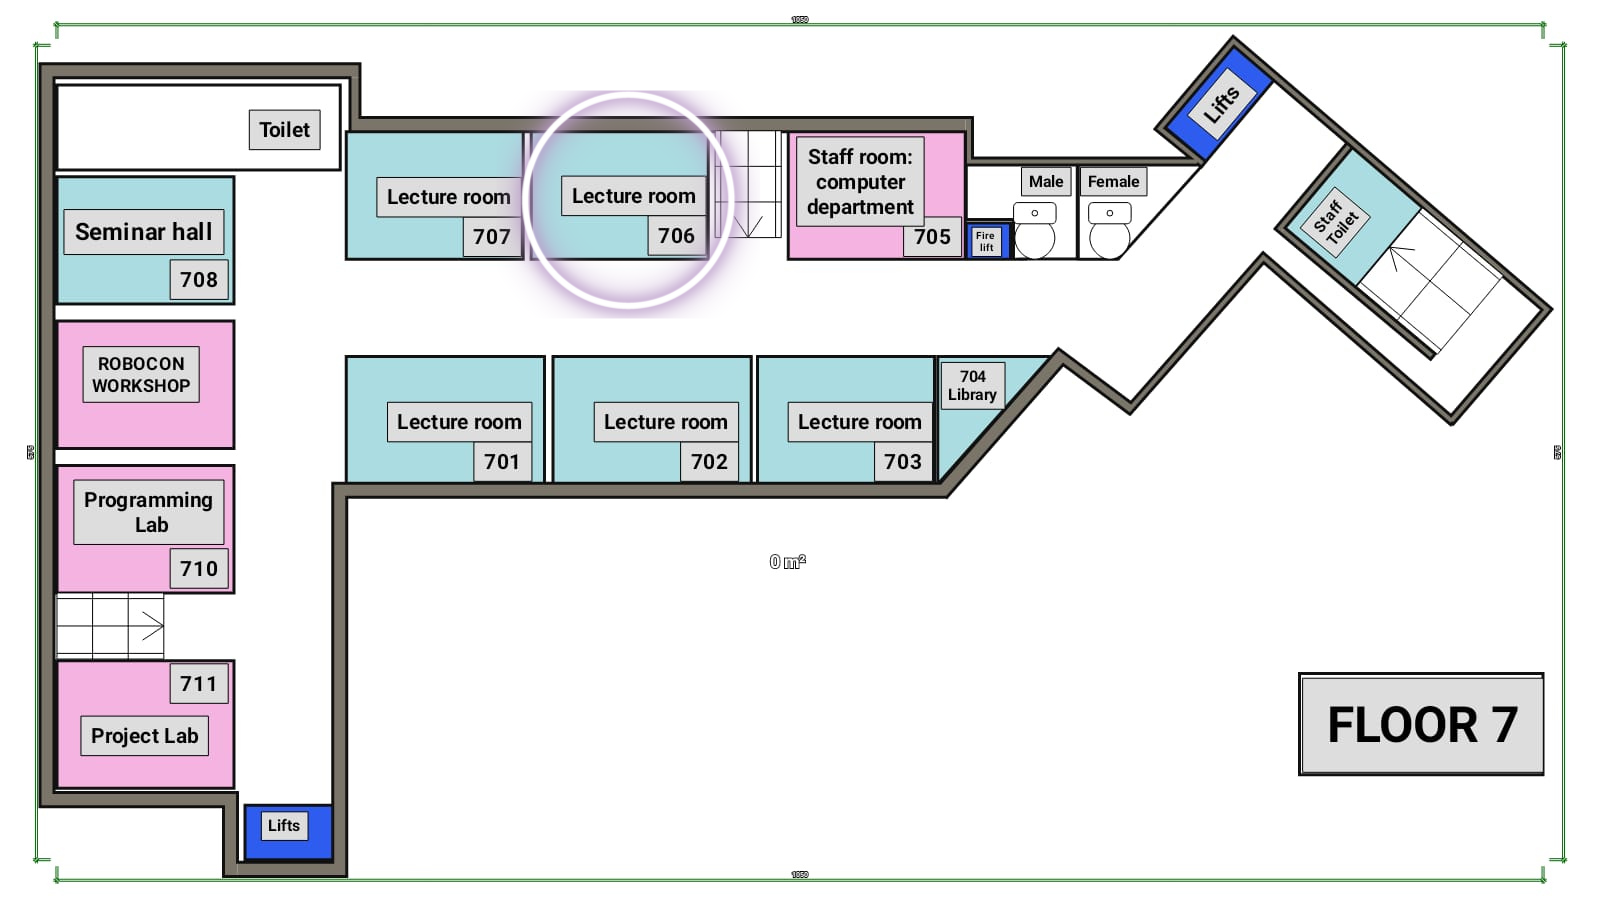 1850
Lifts
Toilet
Staff room:
computer
department
705
Male
Female
Lecture room
707
Lecture room
706
Staff
Toilet
Seminar hall
708
Fire
lift
ROBOCON
WORKSHOP
704
Library
Lecture room
701
Lecture room
702
Lecture room
703
Programming
Lab
710
0 m²
711
Project Lab
FLOOR 7
Lifts
1850